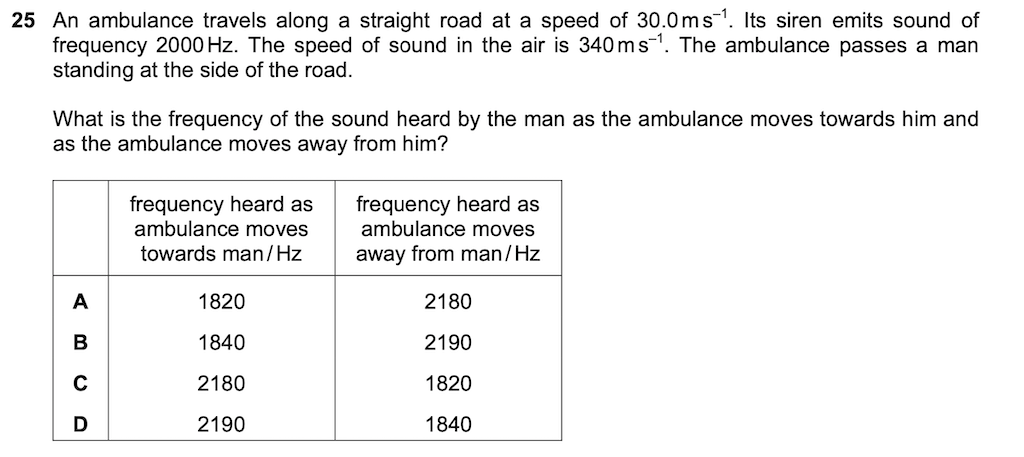 25 An ambulance travels along a straight road at a speed of 30.0 m s⁻¹. Its siren emits sound of
frequency 2000 Hz. The speed of sound in the air is 340 m s⁻¹. The ambulance passes a man
standing at the side of the road.
What is the frequency of the sound heard by the man as the ambulance moves towards him and
as the ambulance moves away from him?
frequency heard as frequency heard as
ambulance moves ambulance moves
towards man / Hz away from man / Hz
A 1820 2180
B 1840 2190
C 2180 1820
D 2190 1840